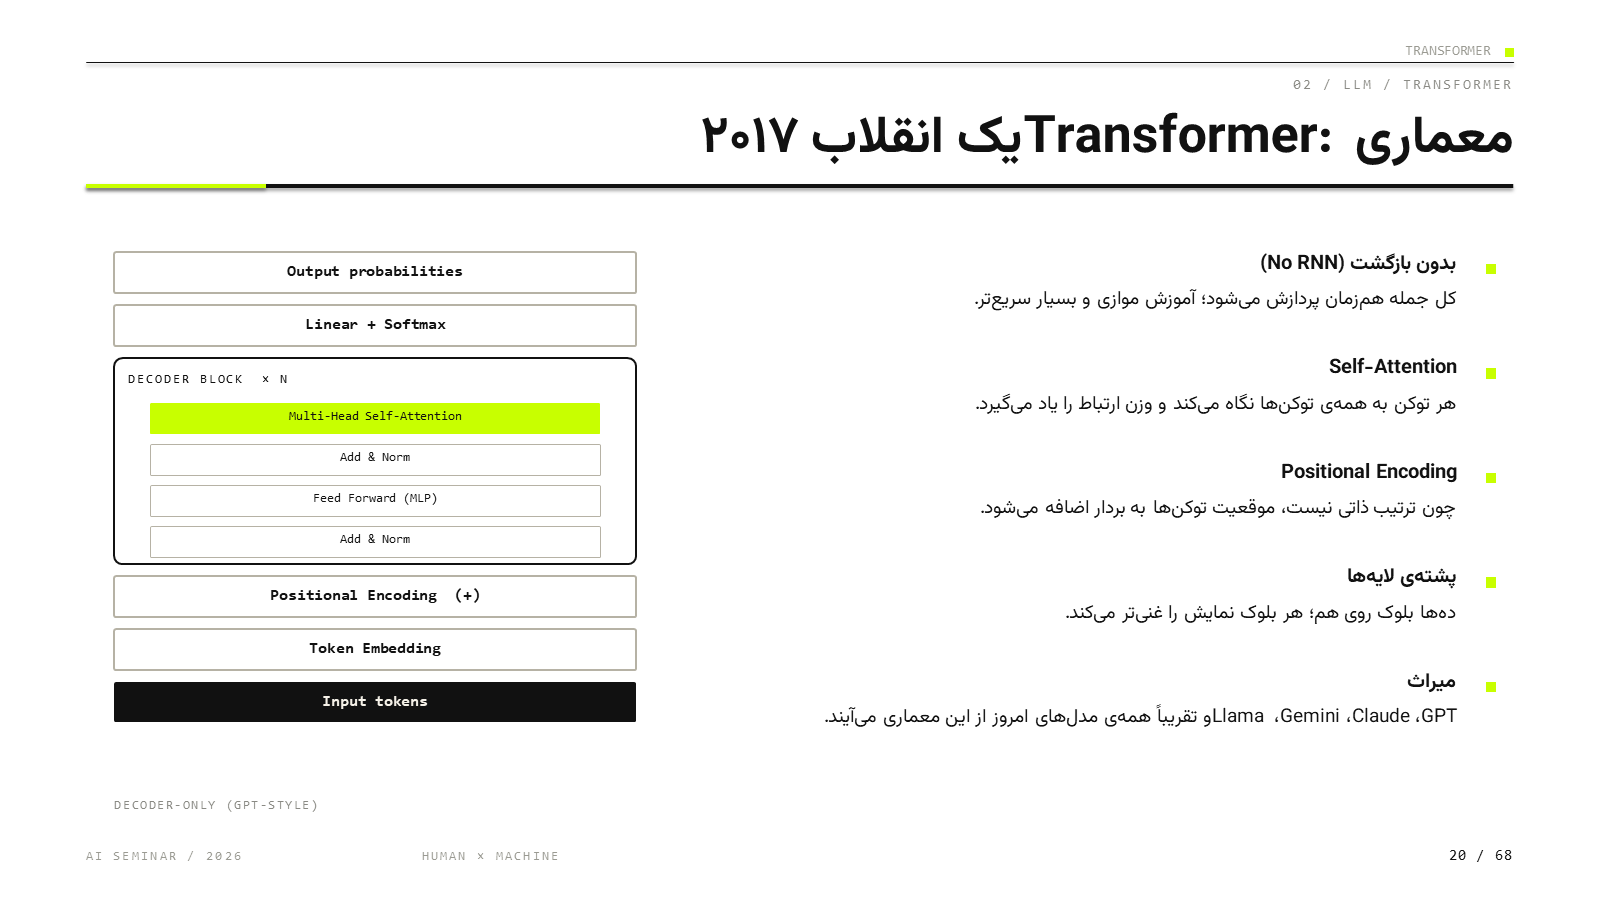 TRANSFORMER
02 / LLM / TRANSFORMER
معماری Transformer: یک انقلاب ۲۰۱۷
بدون بازگشت (No RNN)
کل جمله هم‌زمان پردازش می‌شود؛ آموزش موازی و بسیار سریع‌تر.
Self-Attention
هر توکن به همه‌ی توکن‌ها نگاه می‌کند و وزن ارتباط را یاد می‌گیرد.
Positional Encoding
چون ترتیب ذاتی نیست، موقعیت توکن‌ها به بردار اضافه می‌شود.
پشته‌ی لایه‌ها
ده‌ها بلوک روی هم؛ هر بلوک نمایش را غنی‌تر می‌کند.
میراث
GPT، Claude، Gemini، Llama و تقریباً همه‌ی مدل‌های امروز از این معماری می‌آیند.
Output probabilities
Linear + Softmax
DECODER BLOCK × N
Multi-Head Self-Attention
Add & Norm
Feed Forward (MLP)
Add & Norm
Positional Encoding (+)
Token Embedding
Input tokens
DECODER-ONLY (GPT-STYLE)
AI SEMINAR / 2026
HUMAN × MACHINE
20 / 68